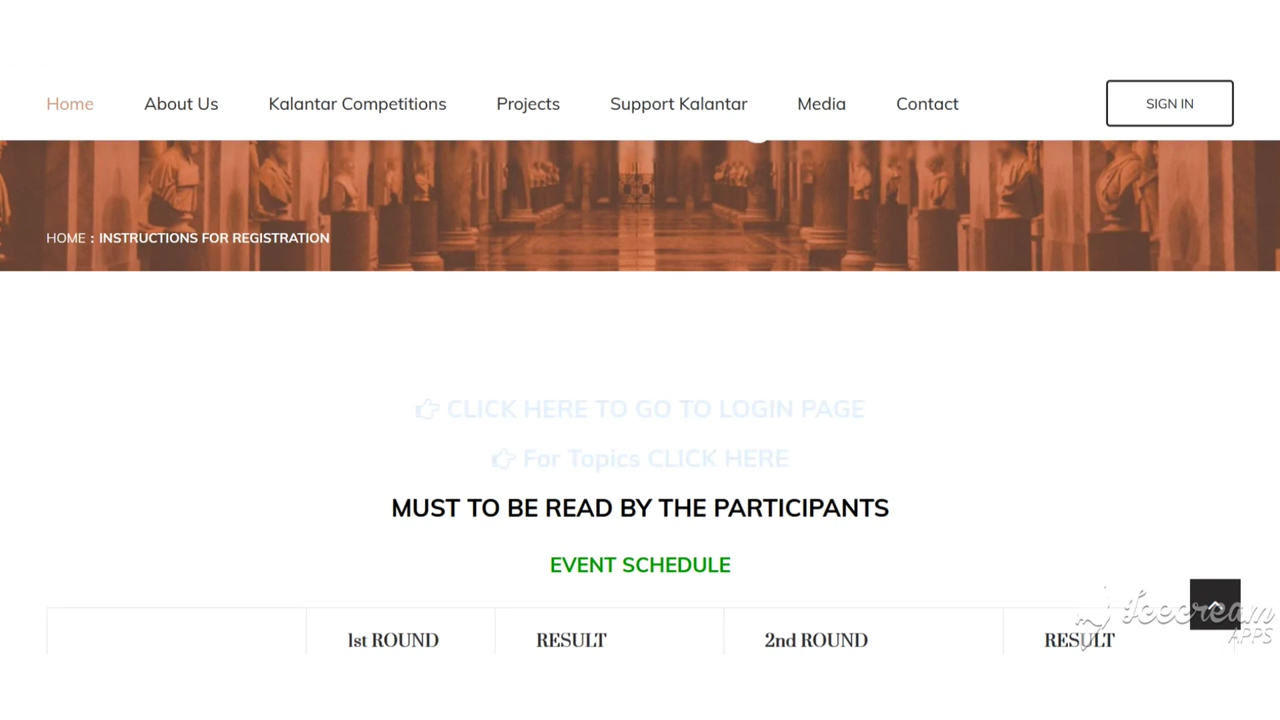 Home About Us Kalantar Competitions Projects Support Kalantar Media Contact SIGN IN
HOME : INSTRUCTIONS FOR REGISTRATION
CLICK HERE TO GO TO LOGIN PAGE
For Topics CLICK HERE
MUST TO BE READ BY THE PARTICIPANTS
EVENT SCHEDULE
1st ROUND RESULT 2nd ROUND RESULT
Icecream
APPS